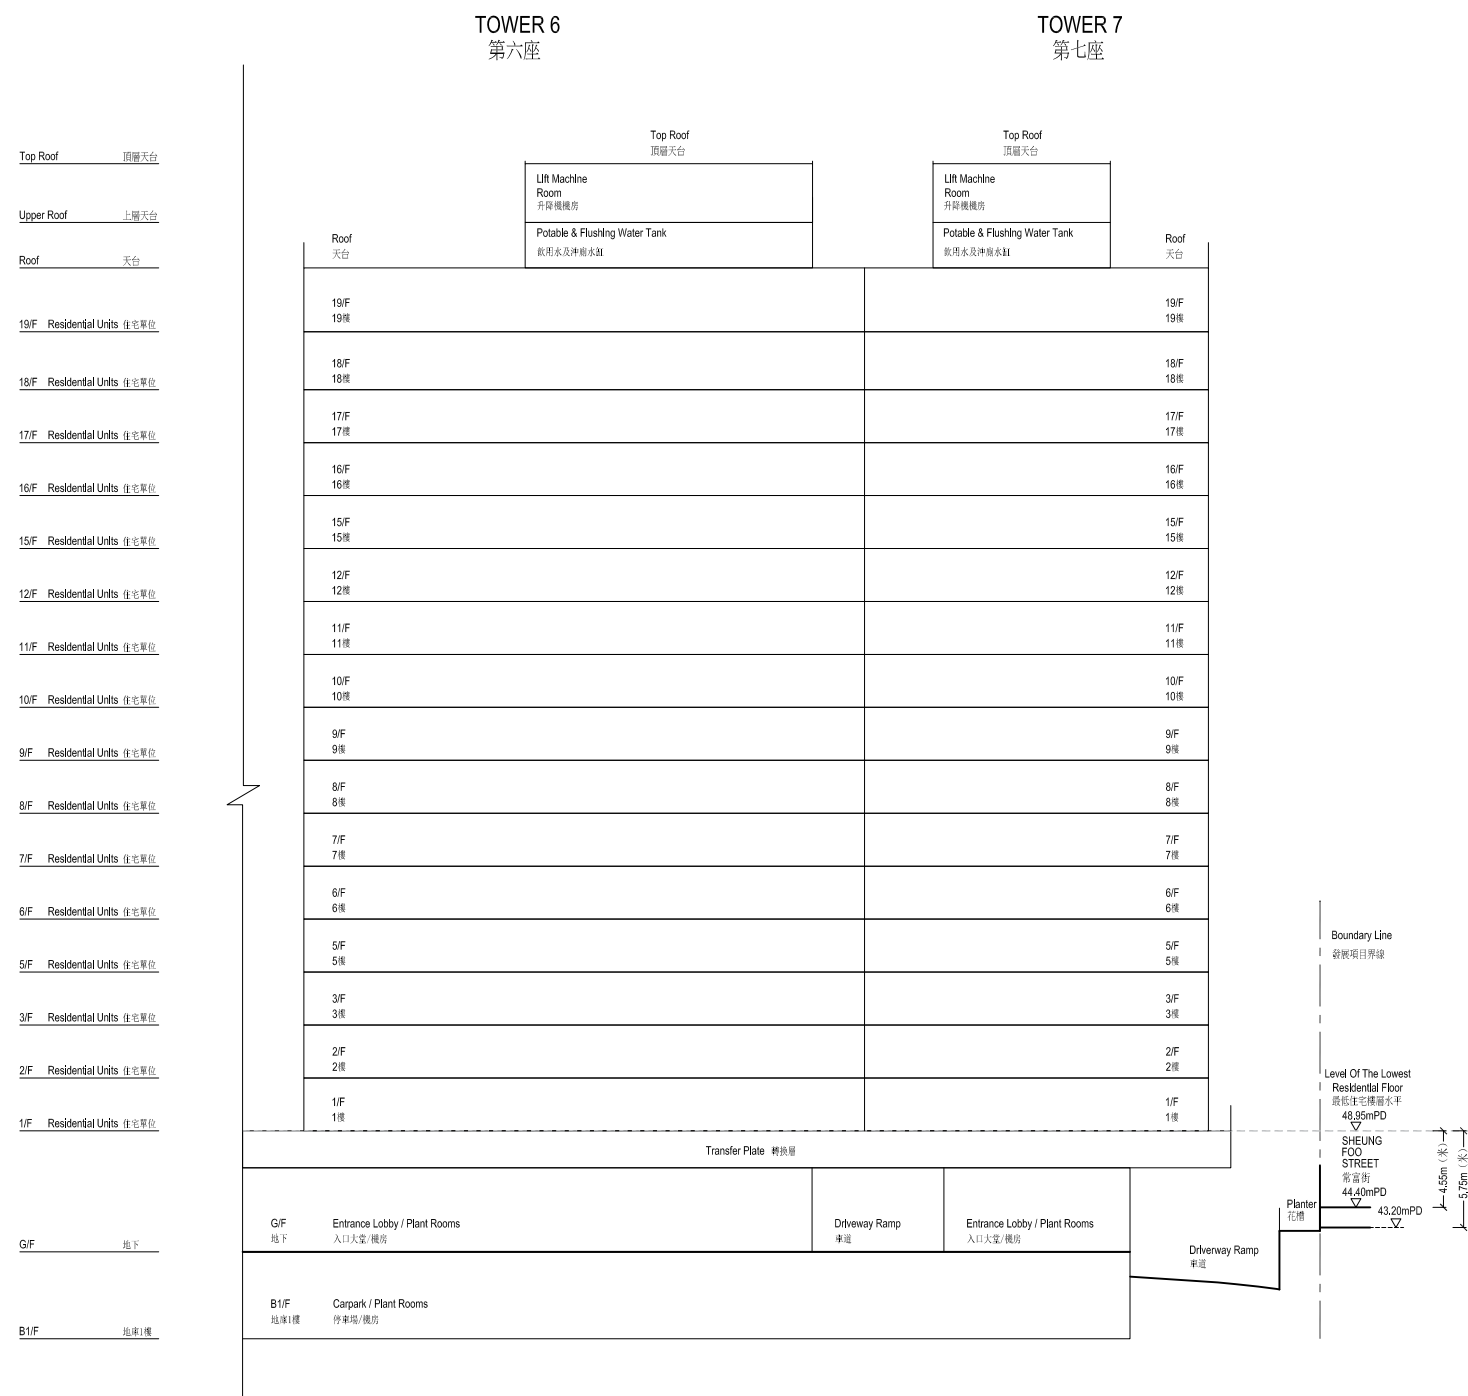 TOWER 6
第六座
TOWER 7
第七座
Top Roof 頂層天台
Upper Roof 上層天台
Roof 天台
19/F Residential Units 住宅單位
18/F Residential Units 住宅單位
17/F Residential Units 住宅單位
16/F Residential Units 住宅單位
15/F Residential Units 住宅單位
12/F Residential Units 住宅單位
11/F Residential Units 住宅單位
10/F Residential Units 住宅單位
9/F Residential Units 住宅單位
8/F Residential Units 住宅單位
7/F Residential Units 住宅單位
6/F Residential Units 住宅單位
5/F Residential Units 住宅單位
3/F Residential Units 住宅單位
2/F Residential Units 住宅單位
1/F Residential Units 住宅單位
G/F 地下
B1/F 地庫1樓
Top Roof
頂層天台
Lift Machine
Room
升降機機房
Potable & Flushing Water Tank
飲用水及沖廁水缸
Roof
天台
19/F
19樓
18/F
18樓
17/F
17樓
16/F
16樓
15/F
15樓
12/F
12樓
11/F
11樓
10/F
10樓
9/F
9樓
8/F
8樓
7/F
7樓
6/F
6樓
5/F
5樓
3/F
3樓
2/F
2樓
1/F
1樓
Top Roof
頂層天台
Lift Machine
Room
升降機機房
Potable & Flushing Water Tank
飲用水及沖廁水缸
Roof
天台
19/F
19樓
18/F
18樓
17/F
17樓
16/F
16樓
15/F
15樓
12/F
12樓
11/F
11樓
10/F
10樓
9/F
9樓
8/F
8樓
7/F
7樓
6/F
6樓
5/F
5樓
3/F
3樓
2/F
2樓
1/F
1樓
Transfer Plate 轉換層
G/F
地下
Entrance Lobby / Plant Rooms
入口大堂/機房
Driveway Ramp
車道
Entrance Lobby / Plant Rooms
入口大堂/機房
B1/F
地庫1樓
Carpark / Plant Rooms
停車場/機房
Driverway Ramp
車道
Boundary Line
發展項目界線
Level Of The Lowest
Residential Floor
最低住宅樓層水平
48.95mPD
SHEUNG
FOO
STREET
常富街
44.40mPD
Planter
花槽
43.20mPD
4.55m (米)
5.75m (米)